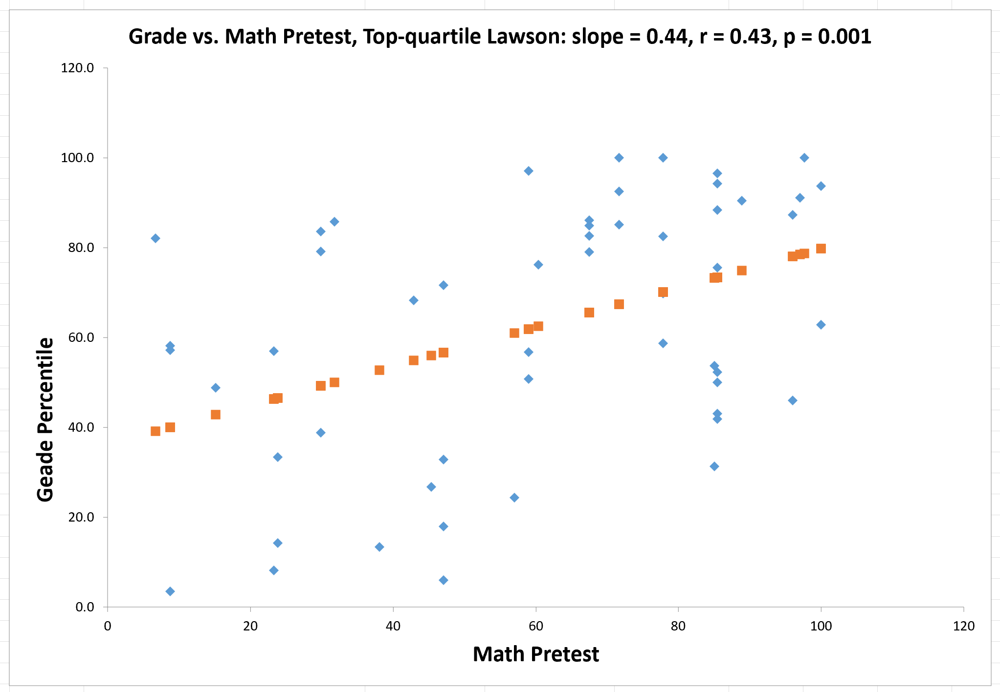 Grade vs. Math Pretest, Top-quartile Lawson: slope = 0.44, r = 0.43, p = 0.001
120.0
100.0
80.0
60.0
40.0
20.0
0.0
Geade Percentile
0 20 40 60 80 100 120
Math Pretest